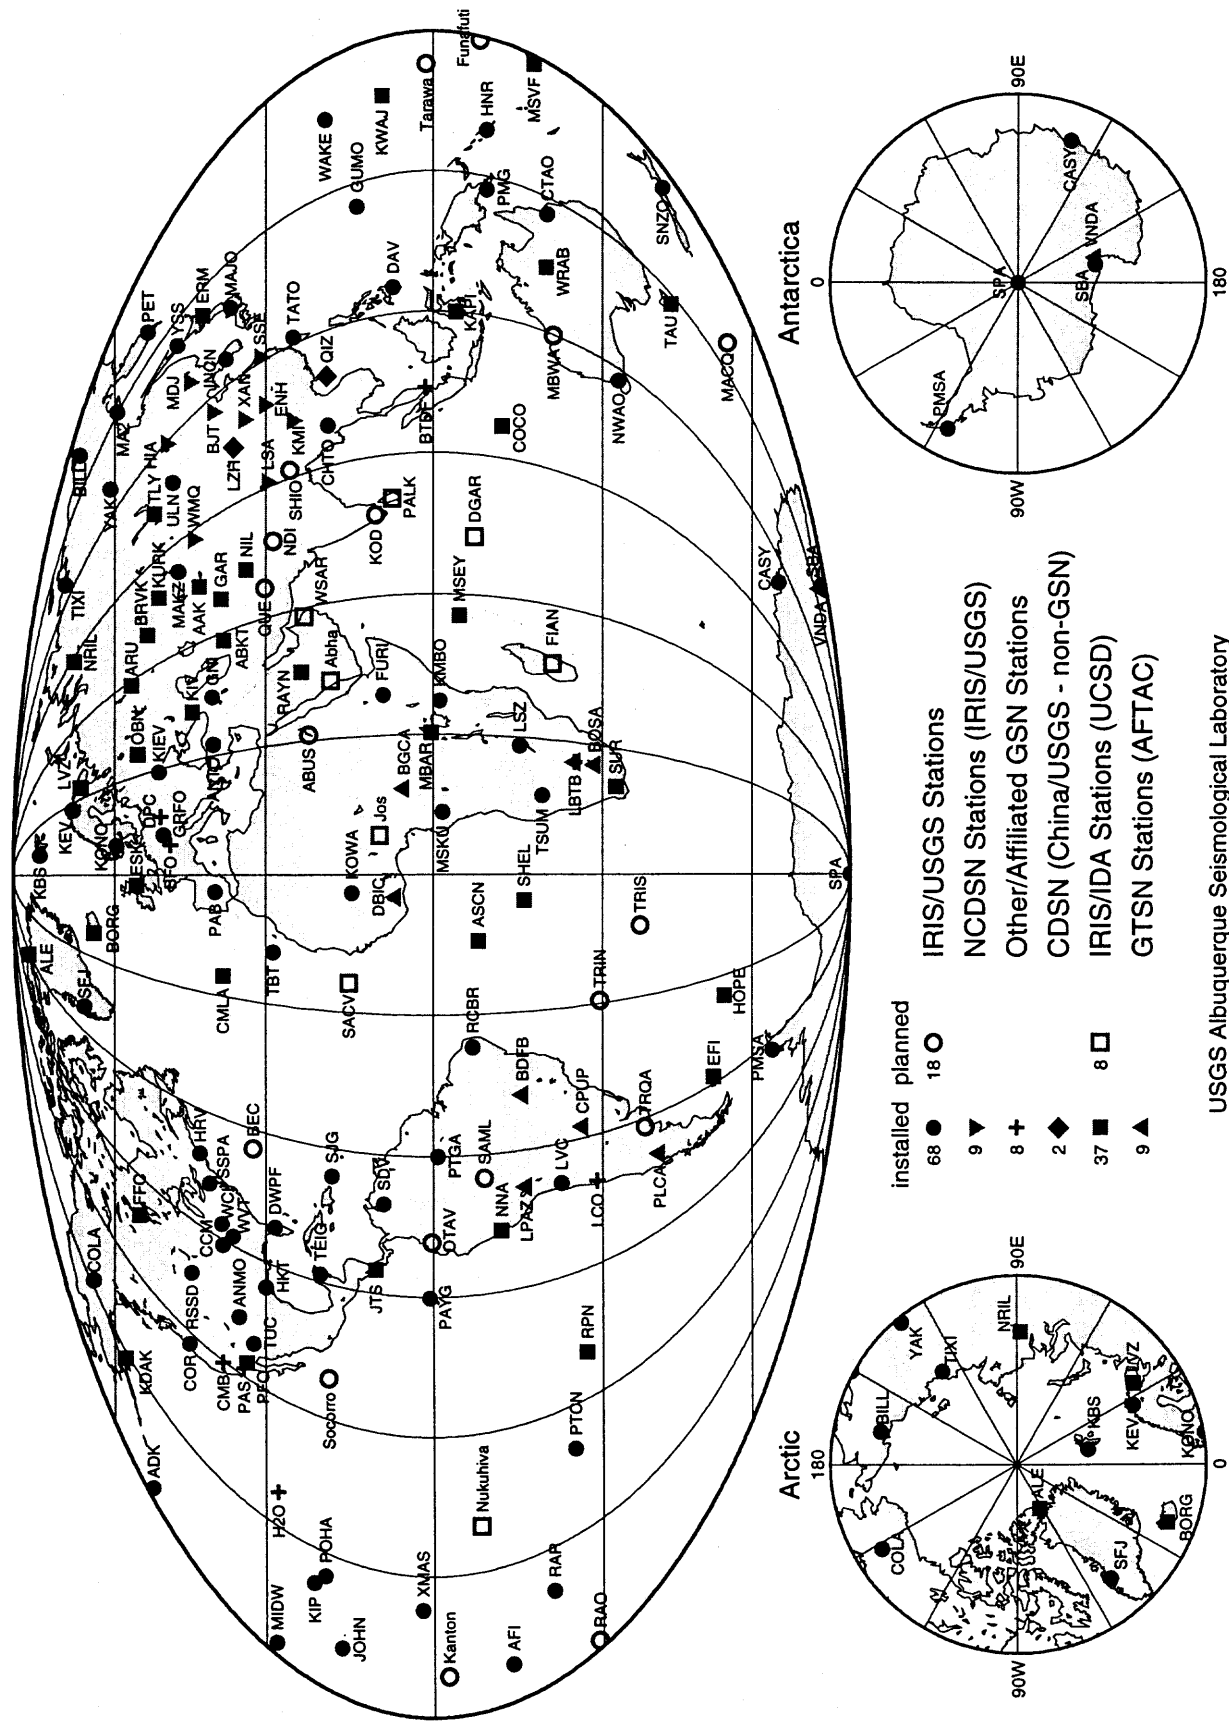 KBS
ALE
KEV
LVZ
NRIL
TIXI
BILL
SFJ
COLA
BORG
KONO
YAK
MA2
ADK
KDAK
FFC
ESK
OBN
ARU
BRVK
KURK
TLY
HIA
PET
DPC
GRFO
BFO
KIEV
MAKZ
ULN
MDJ
YSS
COR
RSSD
CCM
HRV
SSPA
WCI
WVT
CMLA
PAB
ANTO
KIV
GNI
ABKT
AAK
GAR
WMQ
BJT
INCN
ERM
MAJO
CMB
PAS
PFO
TUC
ANMO
BEC
NIL
LZR
XAN
SSE
MIDW
H2O
HKT
DWPF
TBT
QUE
NDI
LSA
ENH
TATO
KIP
POHA
Socorro
TEIG
SJG
RAYN
ABUS
WSAR
SHIO
KMI
CHTO
QIZ
WAKE
JOHN
SACV
KOWA
Abha
GUMO
JTS
SDV
DBIC
Jos
BGCA
FURI
KOD
PALK
DAV
KWAJ
XMAS
PAYG
OTAV
PTGA
MSKU
MBAR
KMBO
BTDF
Tarawa
Kanton
Nukuhiva
SAML
RCBR
ASCN
MSEY
DGAR
KAPI
PMG
HNR
Funafuti
AFI
NNA
LPAZ
BDFB
SHEL
LSZ
COCO
CTAO
MSVF
RAR
PTON
RPN
LVC
CPUP
TSUM
LBTB
BOSA
FIAN
MBWA
WRAB
RAO
LCO
TRIN
SUR
NWAO
PLCA
TRQA
TRIS
TAU
SNZO
EFI
HOPE
MACQ
PMSA
CASY
SPA
VNDA
SBA
Arctic
180
90W
90E
0
COLA
BILL
YAK
TIXI
NRIL
ALE
KBS
LVZ
KEV
SFJ
BORG
KONO
installed planned
68 18 IRIS/USGS Stations
9 NCDSN Stations (IRIS/USGS)
8 Other/Affiliated GSN Stations
2 CDSN (China/USGS - non-GSN)
37 8 IRIS/IDA Stations (UCSD)
9 GTSN Stations (AFTAC)
Antarctica
0
90W
90E
180
PMSA
SPA
CASY
SBA
VNDA
USGS Albuquerque Seismological Laboratory